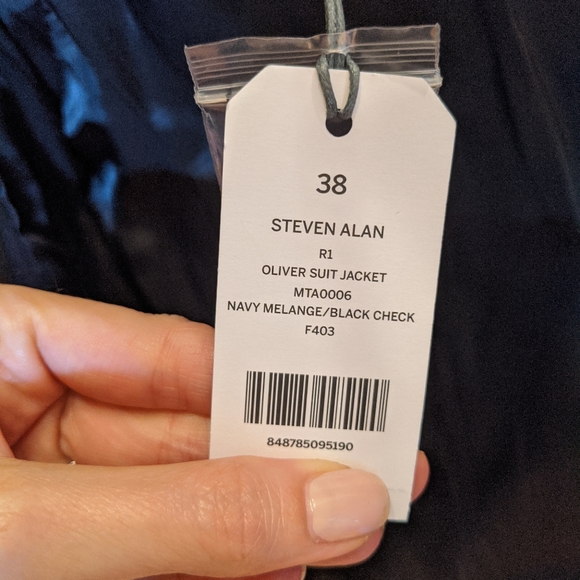 38
STEVEN ALAN
R1
OLIVER SUIT JACKET
MTA0006
NAVY MELANGE/BLACK CHECK
F403
848785095190